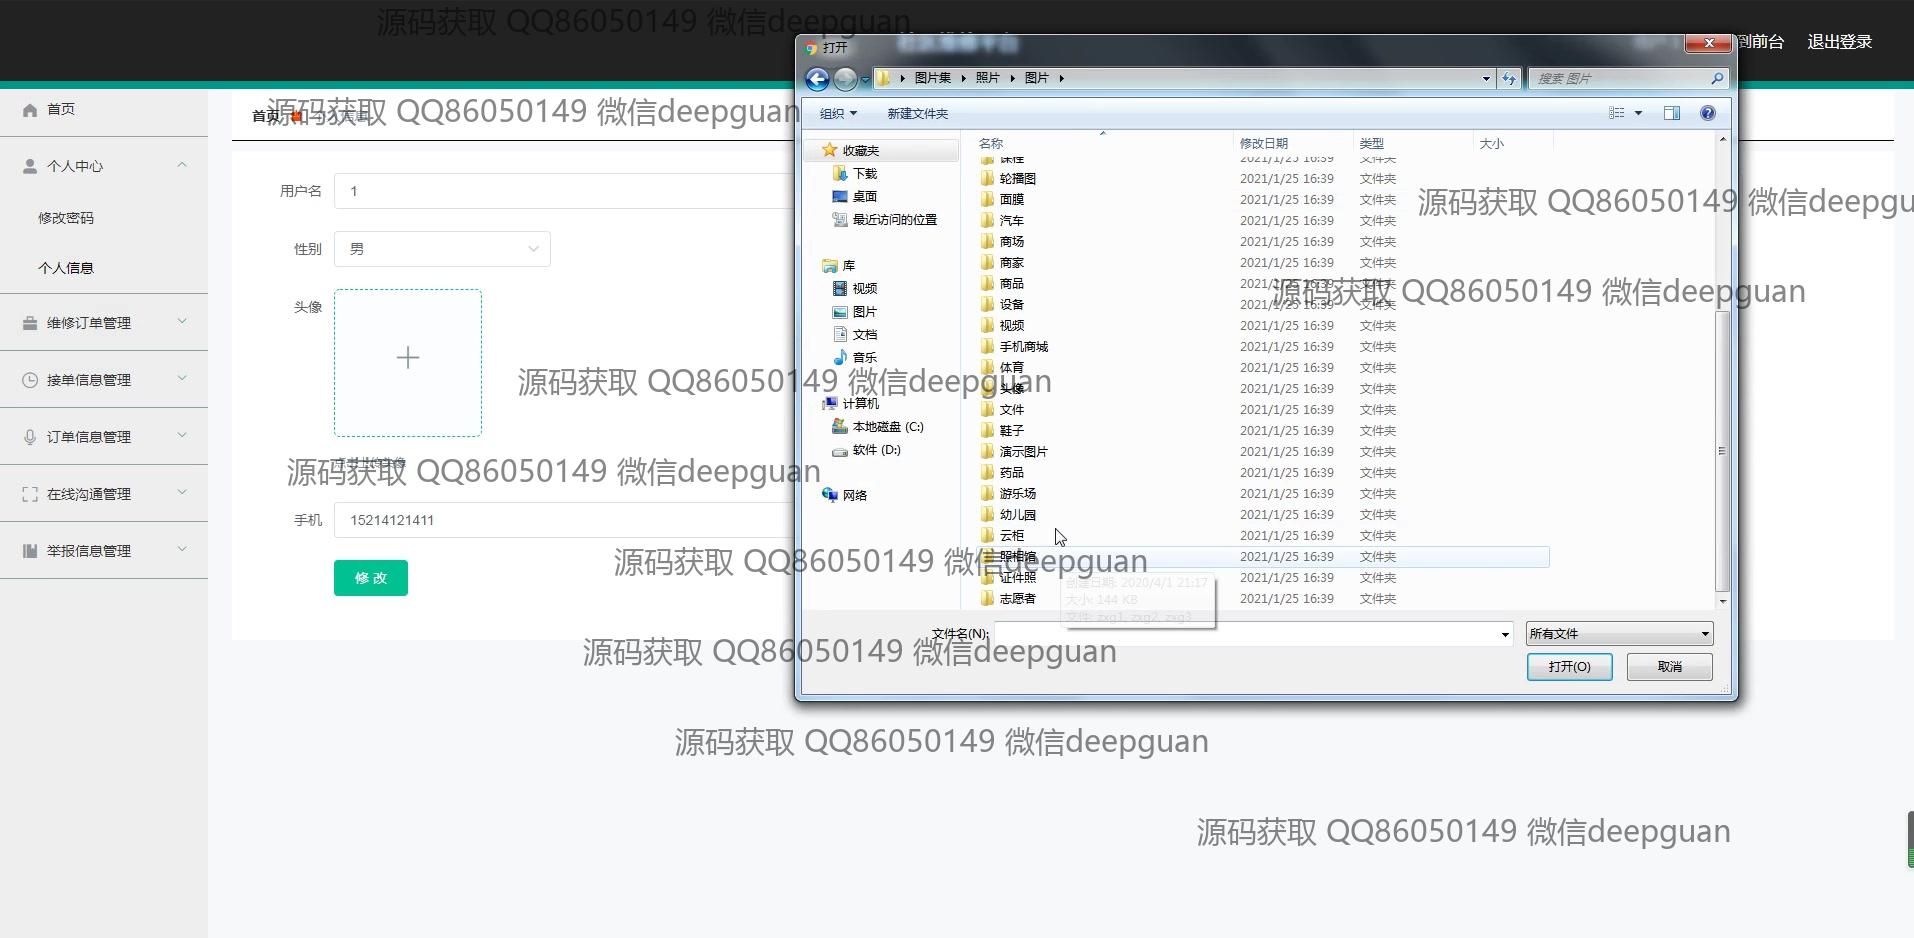 源码获取 QQ86050149 微信deepguan
到前台
退出登录
首页
个人中心
修改密码
个人信息
维修订单管理
接单信息管理
订单信息管理
在线沟通管理
举报信息管理
首页
源码获取 QQ86050149 微信deepguan
用户名
1
性别
男
头像
源码获取 QQ86050149 微信deepguan
点击上传头像
源码获取 QQ86050149 微信deepguan
手机
15214121411
修改
打开
图片集
照片
图片
搜索 图片
组织
新建文件夹
收藏夹
下载
桌面
最近访问的位置
库
视频
图片
文档
音乐
计算机
本地磁盘 (C:)
软件 (D:)
网络
名称 修改日期 类型 大小
课程 2021/1/25 16:39 文件夹
轮播图 2021/1/25 16:39 文件夹
面膜 2021/1/25 16:39 文件夹
汽车 2021/1/25 16:39 文件夹
商场 2021/1/25 16:39 文件夹
商家 2021/1/25 16:39 文件夹
商品 2021/1/25 16:39 文件夹
设备 2021/1/25 16:39 文件夹
视频 2021/1/25 16:39 文件夹
手机商城 2021/1/25 16:39 文件夹
体育 2021/1/25 16:39 文件夹
头像 2021/1/25 16:39 文件夹
文件 2021/1/25 16:39 文件夹
鞋子 2021/1/25 16:39 文件夹
演示图片 2021/1/25 16:39 文件夹
药品 2021/1/25 16:39 文件夹
游乐场 2021/1/25 16:39 文件夹
幼儿园 2021/1/25 16:39 文件夹
云柜 2021/1/25 16:39 文件夹
照相馆 2021/1/25 16:39 文件夹
证件照 2021/1/25 16:39 文件夹
志愿者 2021/1/25 16:39 文件夹
创建日期: 2020/4/1 21:17
大小: 144 KB
文件: zxg1, zxg2, zxg3
文件名(N):
所有文件
打开(O)
取消
源码获取 QQ86050149 微信deepgu
源码获取 QQ86050149 微信deepguan
源码获取 QQ86050149 微信deepguan
源码获取 QQ86050149 微信deepguan
源码获取 QQ86050149 微信deepguan
源码获取 QQ86050149 微信deepguan